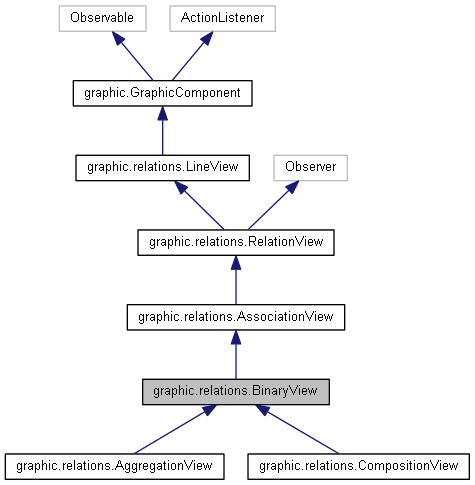 Observable
ActionListener
graphic.GraphicComponent
graphic.relations.LineView
Observer
graphic.relations.RelationView
graphic.relations.AssociationView
graphic.relations.BinaryView
graphic.relations.AggregationView
graphic.relations.CompositionView